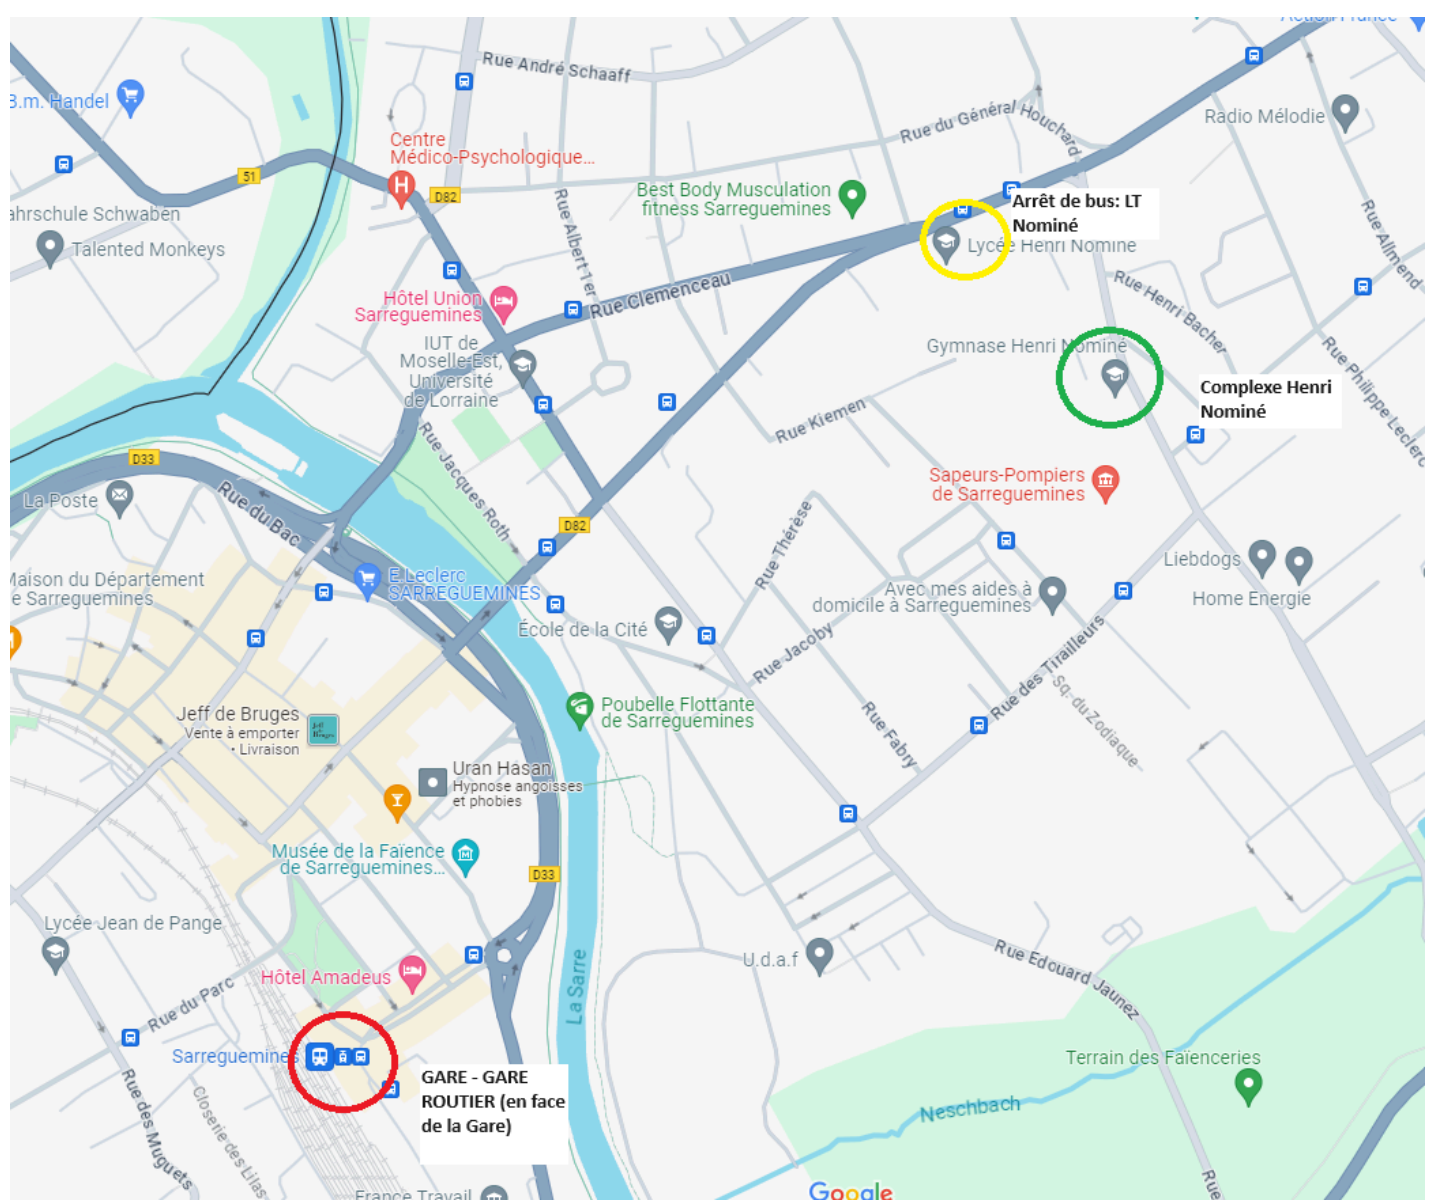 Action France
Rue André Schaaff
B.m. Handel
Radio Mélodie
Rue du Général Houchard
Centre
Médico-Psychologique...
51
D82
Best Body Musculation
fitness Sarreguemines
Arrêt de bus: LT
Nominé
Lycée Henri Nominé
ahrschule Schwaben
Talented Monkeys
Rue Albert 1er
Rue Allmend
Rue Clemenceau
Rue Henri Bacher
Hôtel Union
Sarreguemines
IUT de
Moselle-Est,
Université
de Lorraine
Gymnase Henri Nominé
Rue Philippe Leclerc
Complexe Henri
Nominé
Rue Kiemen
Rue Jacques Roth
D33
La Poste
Rue du Bac
Sapeurs-Pompiers
de Sarreguemines
D82
Rue Thérèse
Liebdogs
Home Energie
Maison du Département
e Sarreguemines
E.Leclerc
SARREGUEMINES
Avec mes aides à
domicile à Sarreguemines
École de la Cité
Rue Jacoby
Rue des Tirailleurs
Sq. du Zodiaque
Rue Fabry
Poubelle Flottante
de Sarreguemines
Jeff de Bruges
Vente à emporter
• Livraison
Jeff
de
Bruges
Uran Hasan
Hypnose angoisses
et phobies
Musée de la Faïence
de Sarreguemines...
D33
Lycée Jean de Pange
Hôtel Amadeus
Rue du Parc
La Sarre
U.d.a.f
Rue Edouard Jaunez
Sarreguemines
GARE - GARE
ROUTIER (en face
de la Gare)
Terrain des Faïenceries
Neschbach
Rue des Muguets
Closerie des Lilas
France Travail
Google
Rue